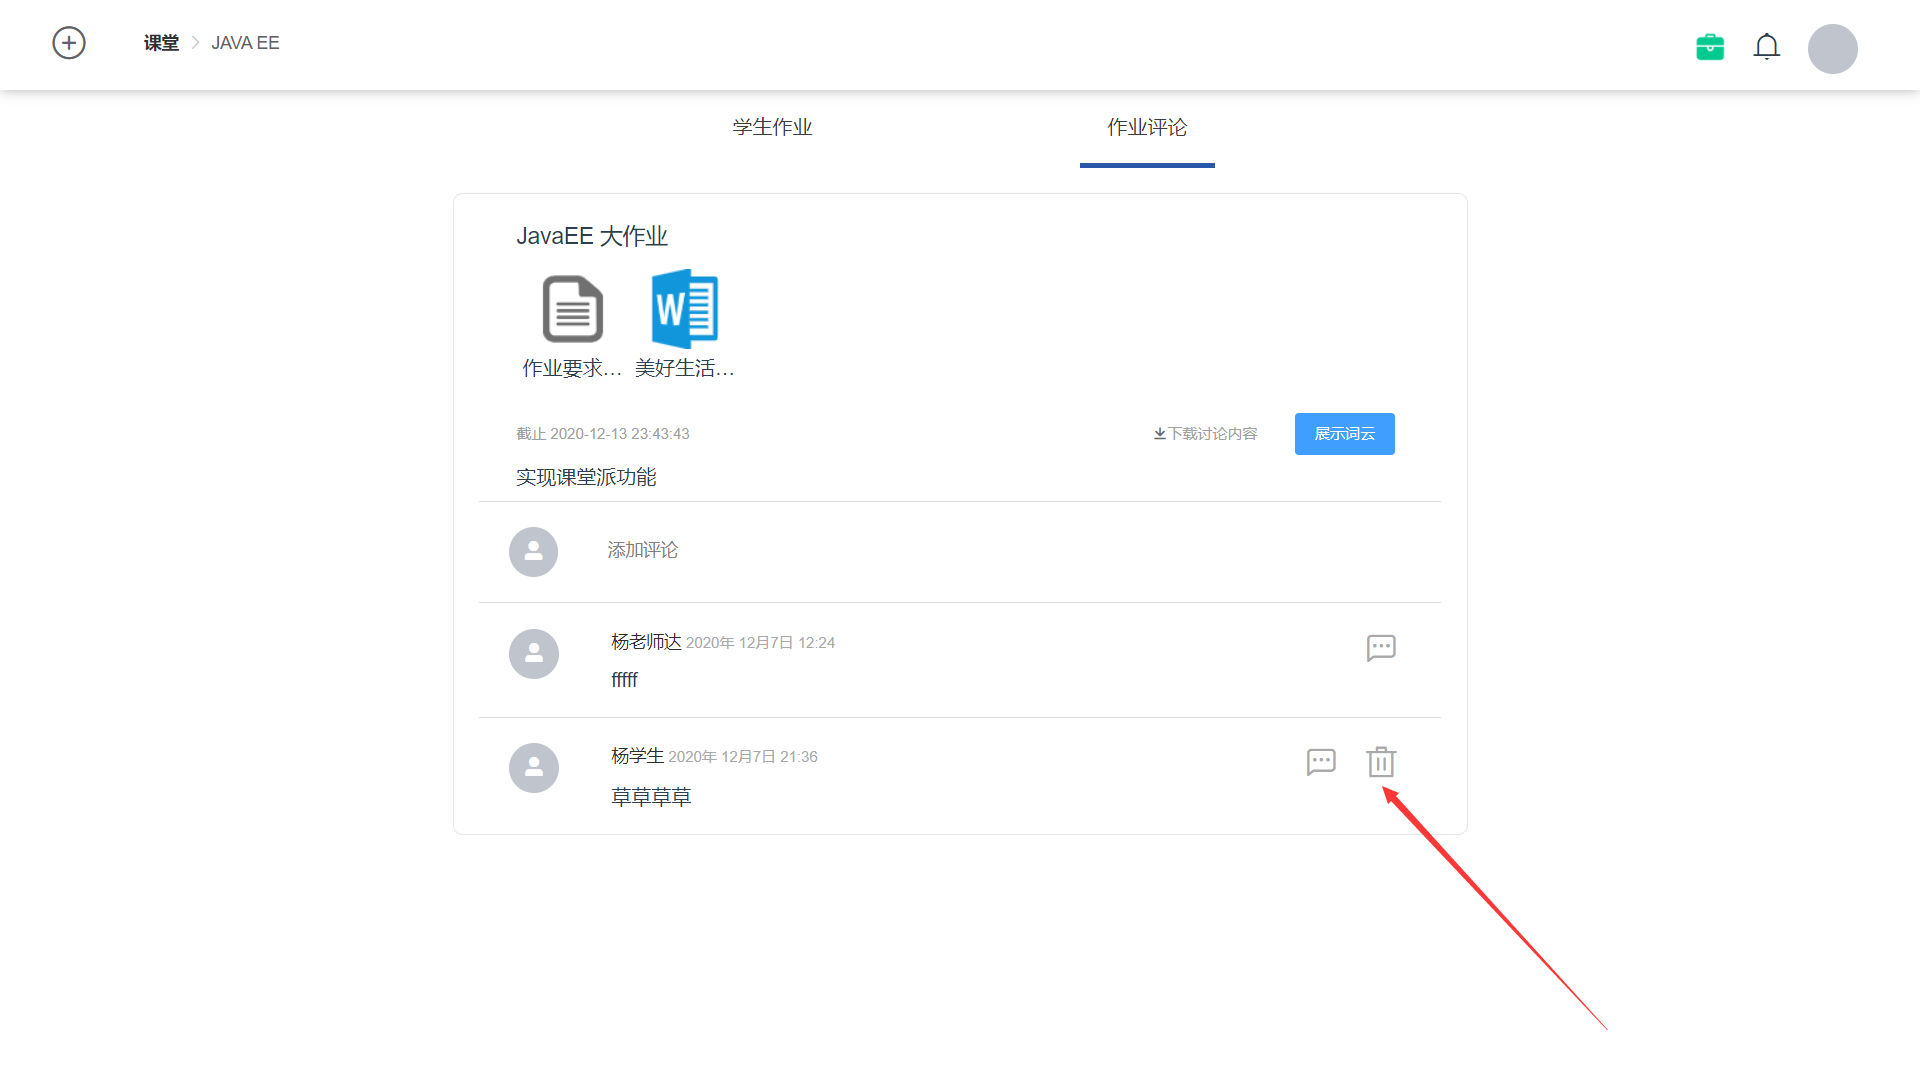 课堂 JAVA EE
学生作业 作业评论
JavaEE 大作业
W
作业要求... 美好生活...
截止 2020-12-13 23:43:43 下载讨论内容 展示词云
实现课堂派功能
添加评论
杨老师达 2020年 12月7日 12:24
fffff
杨学生 2020年 12月7日 21:36
草草草草